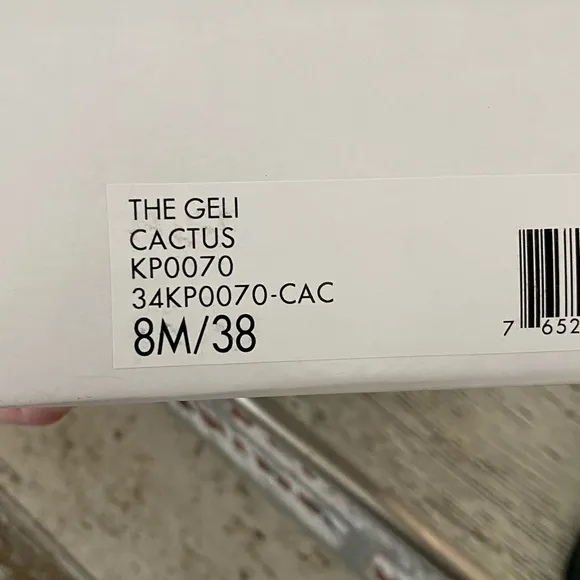 THE GELI
CACTUS
KP0070
34KP0070-CAC
8M/38
7 652